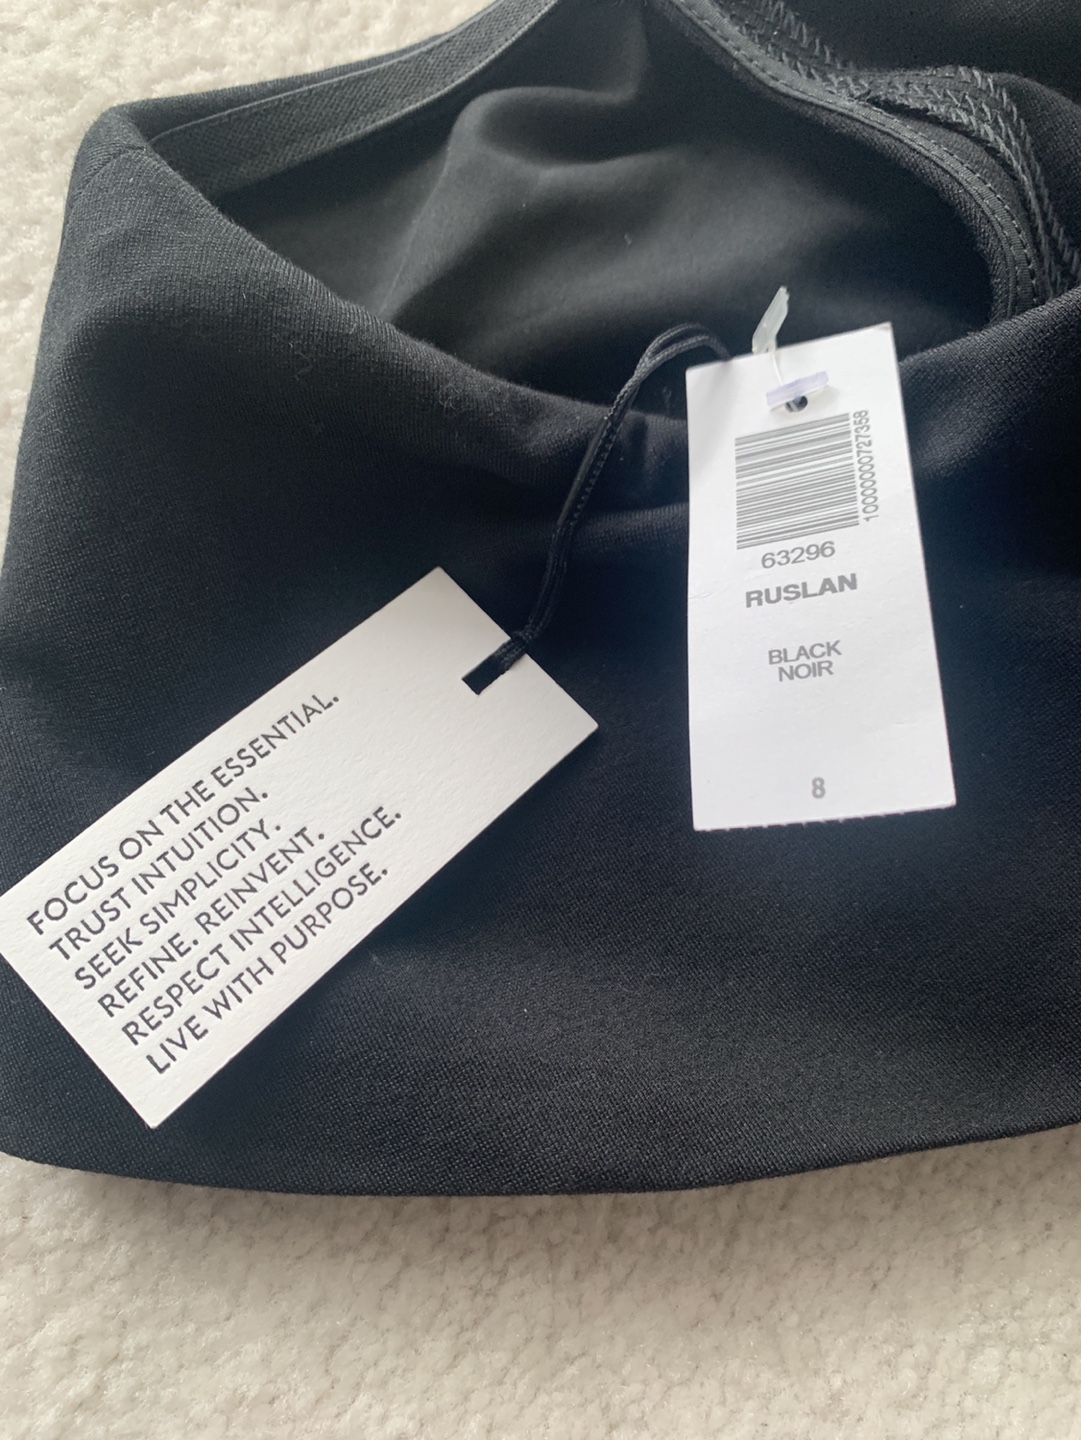 FOCUS ON THE ESSENTIAL.
TRUST INTUITION.
SEEK SIMPLICITY.
REFINE. REINVENT.
RESPECT INTELLIGENCE.
LIVE WITH PURPOSE.
1000000727358
63296
RUSLAN
BLACK
NOIR
8